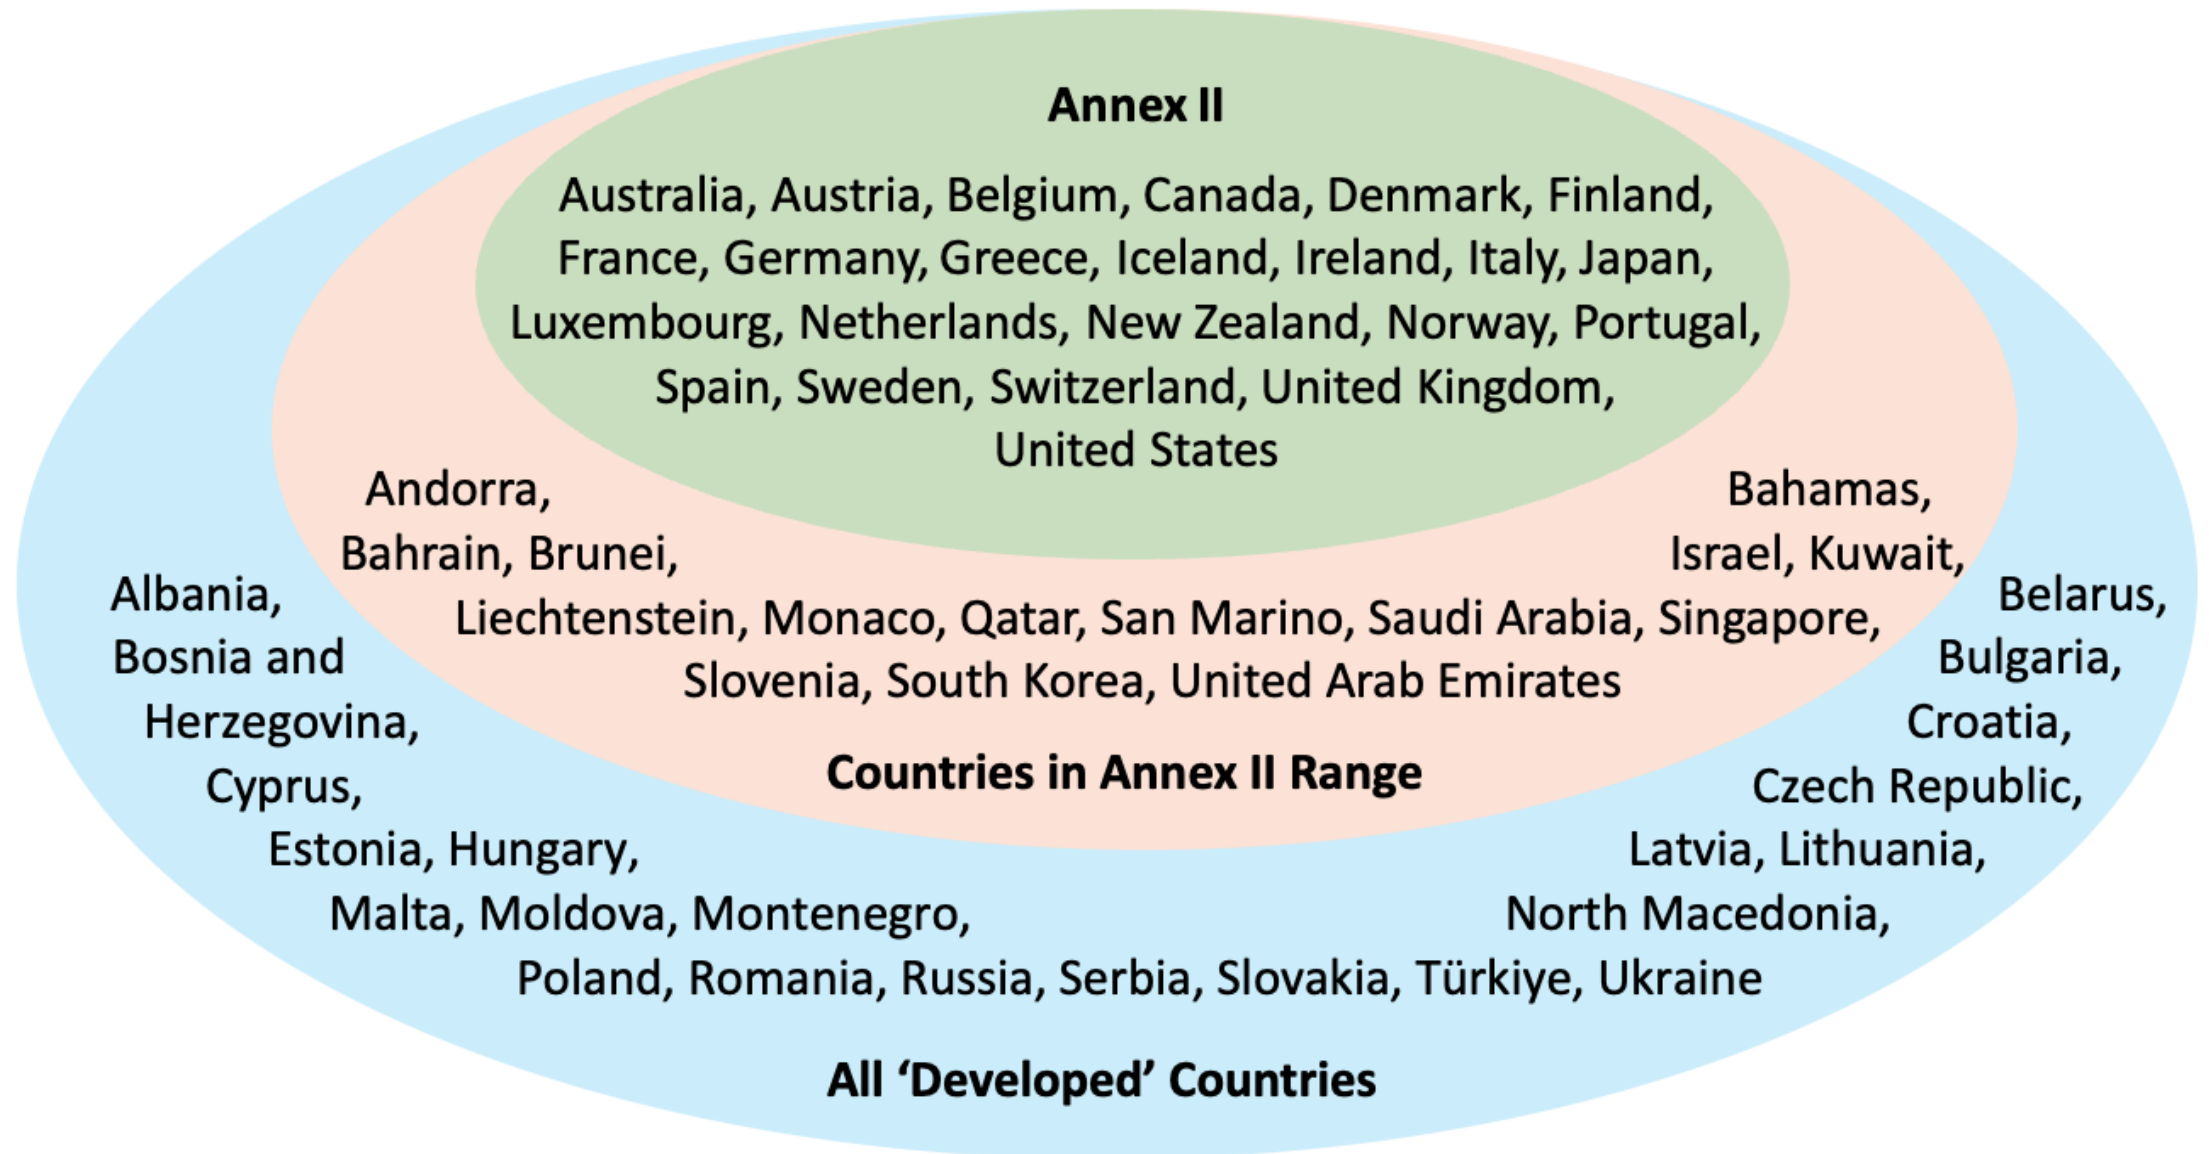 Annex II
Australia, Austria, Belgium, Canada, Denmark, Finland,
France, Germany, Greece, Iceland, Ireland, Italy, Japan,
Luxembourg, Netherlands, New Zealand, Norway, Portugal,
Spain, Sweden, Switzerland, United Kingdom,
United States
Andorra,
Bahamas,
Bahrain, Brunei,
Israel, Kuwait,
Liechtenstein, Monaco, Qatar, San Marino, Saudi Arabia, Singapore,
Slovenia, South Korea, United Arab Emirates
Countries in Annex II Range
Albania,
Belarus,
Bosnia and
Bulgaria,
Herzegovina,
Croatia,
Cyprus,
Czech Republic,
Estonia, Hungary,
Latvia, Lithuania,
Malta, Moldova, Montenegro,
North Macedonia,
Poland, Romania, Russia, Serbia, Slovakia, Türkiye, Ukraine
All ‘Developed’ Countries